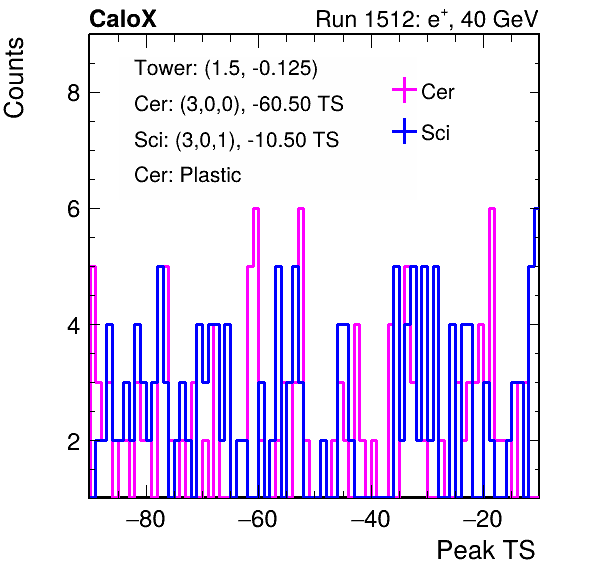 CaloX Run 1512: e⁺, 40 GeV
Counts
Tower: (1.5, -0.125)
Cer: (3,0,0), -60.50 TS
Sci: (3,0,1), -10.50 TS
Cer: Plastic
Cer
Sci
8
6
4
2
−80 −60 −40 −20
Peak TS